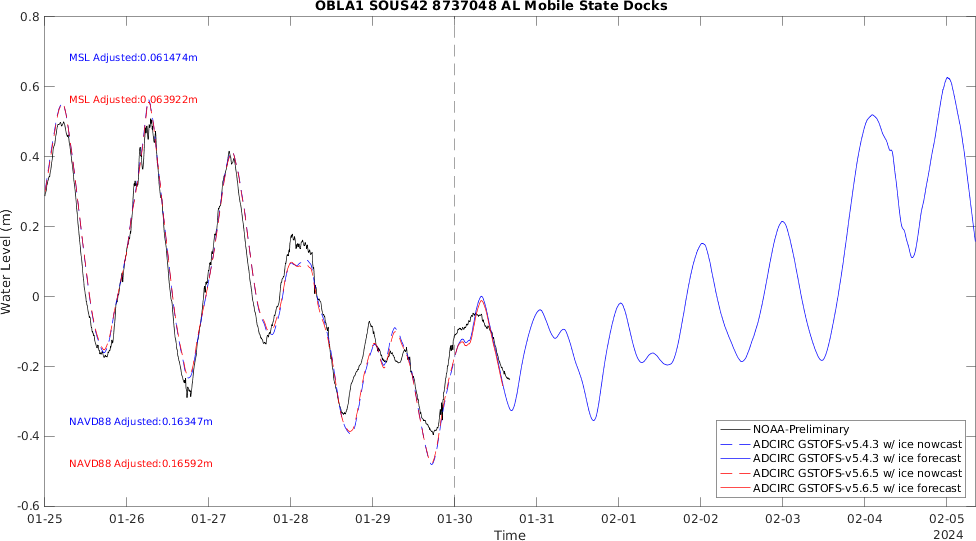 OBLA1 SOUS42 8737048 AL Mobile State Docks
0.8
0.6
0.4
0.2
0
-0.2
-0.4
-0.6
Water Level (m)
MSL Adjusted:0.061474m
MSL Adjusted:0.063922m
NAVD88 Adjusted:0.16347m
NAVD88 Adjusted:0.16592m
NOAA-Preliminary
ADCIRC GSTOFS-v5.4.3 w/ ice nowcast
ADCIRC GSTOFS-v5.4.3 w/ ice forecast
ADCIRC GSTOFS-v5.6.5 w/ ice nowcast
ADCIRC GSTOFS-v5.6.5 w/ ice forecast
01-25 01-26 01-27 01-28 01-29 01-30 01-31 02-01 02-02 02-03 02-04 02-05
Time
2024